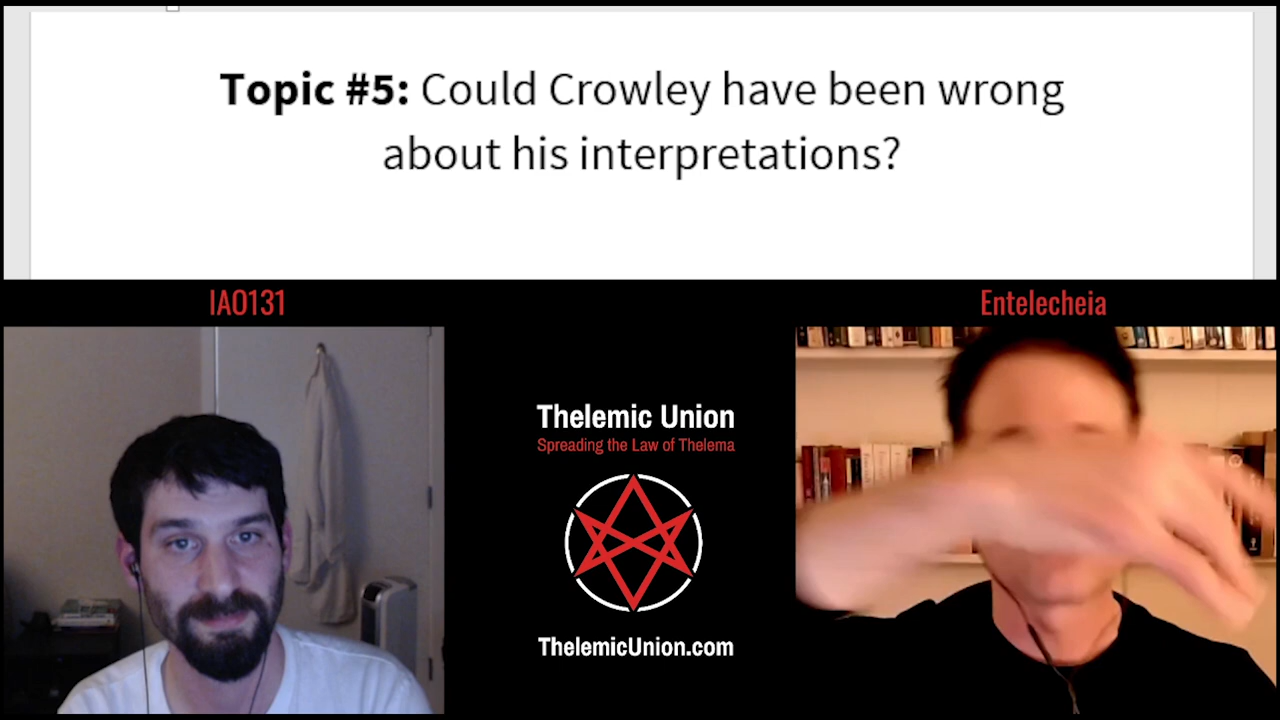 Topic #5: Could Crowley have been wrong
about his interpretations?
IAO131
Entelecheia
Thelemic Union
Spreading the Law of Thelema
ThelemicUnion.com